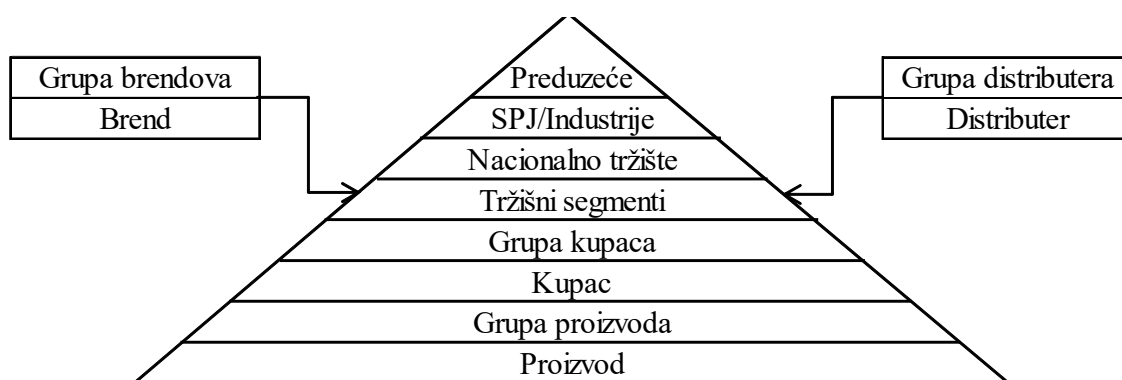 Grupa brendova
Brend
Preduzeće
SPJ/Industrije
Nacionalno tržište
Tržišni segmenti
Grupa kupaca
Kupac
Grupa proizvoda
Proizvod
Grupa distributera
Distributer